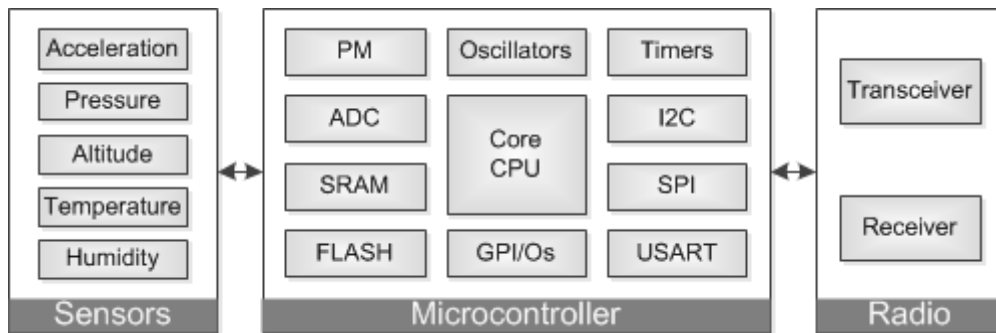 Acceleration
Pressure
Altitude
Temperature
Humidity
Sensors
PM
Oscillators
Timers
ADC
Core
CPU
I2C
SRAM
SPI
FLASH
GPI/Os
USART
Microcontroller
Transceiver
Receiver
Radio